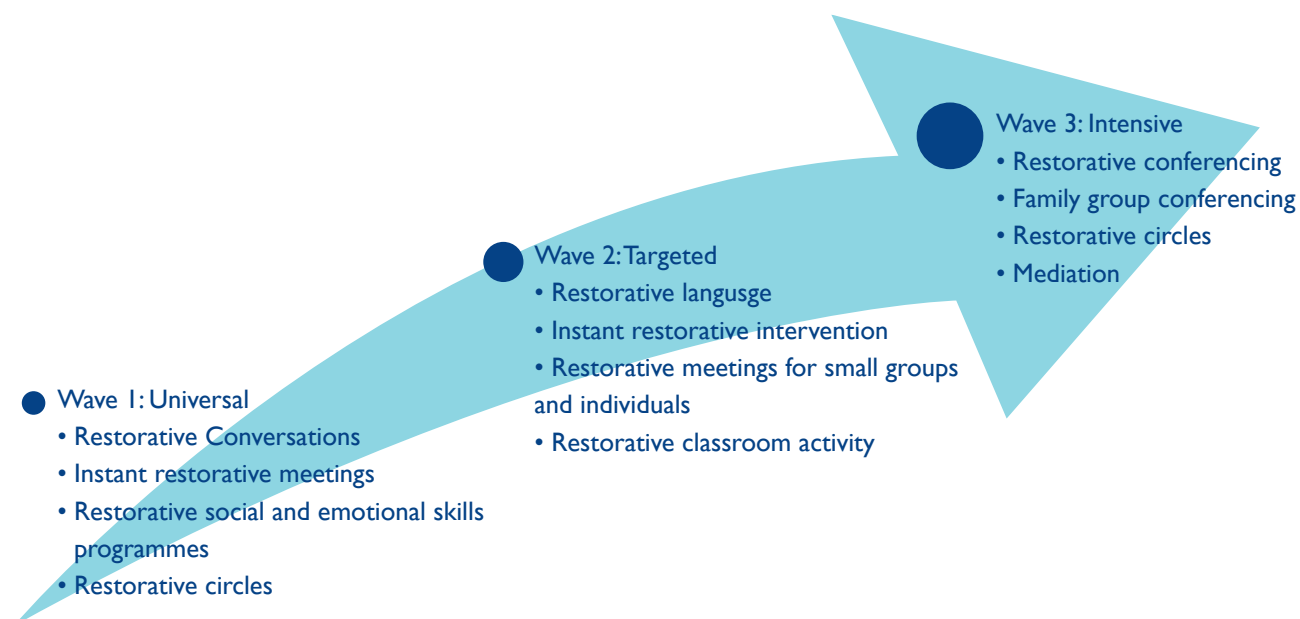 Wave 1: Universal
• Restorative Conversations
• Instant restorative meetings
• Restorative social and emotional skills
programmes
• Restorative circles
Wave 2: Targeted
• Restorative langusge
• Instant restorative intervention
• Restorative meetings for small groups
and individuals
• Restorative classroom activity
Wave 3: Intensive
• Restorative conferencing
• Family group conferencing
• Restorative circles
• Mediation